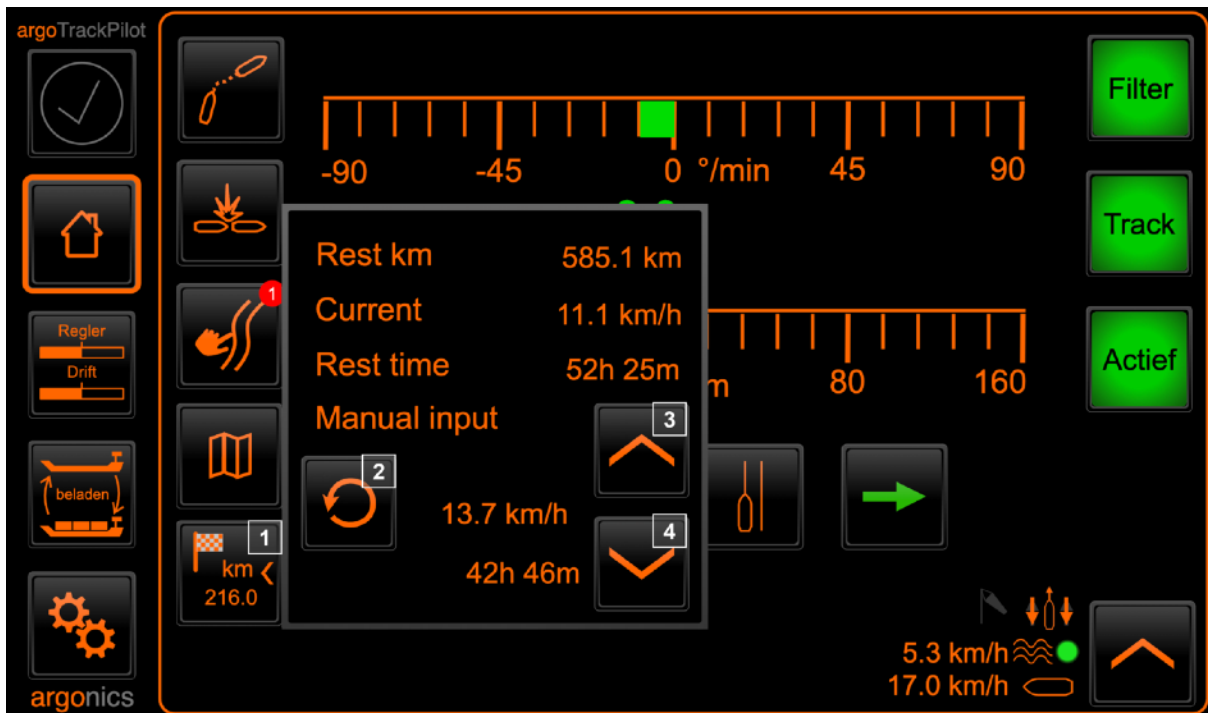 argoTrackPilot
Filter
-90 -45 0 °/min 45 90
Track
Rest km 585.1 km
1
Current 11.1 km/h
Regler
Drift
Rest time 52h 25m
m 80 160
Actief
Manual input 3
2
beladen
13.7 km/h
4
1
km
216.0
42h 46m
5.3 km/h
17.0 km/h
argonics